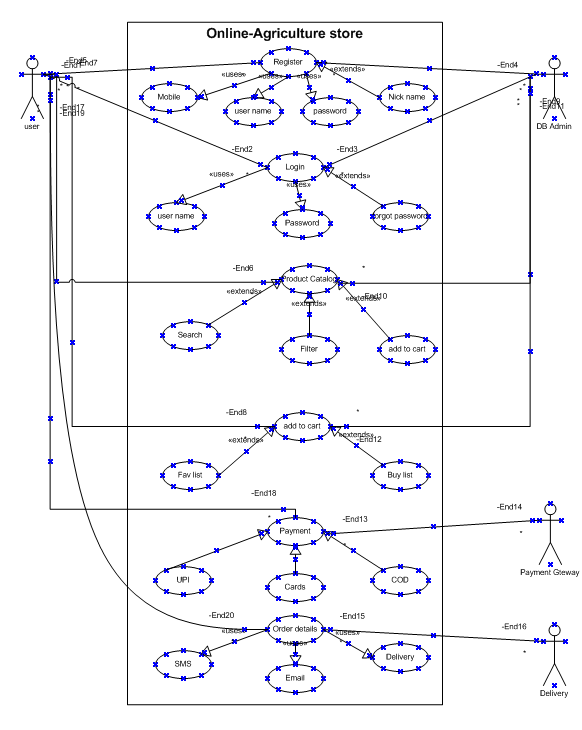 Online-Agriculture store
-End5
-End7
Register
-End4
«uses»
«uses»
«uses»
«extends»
Mobile
user name
password
Nick name
user
DB Admin
-End17
-End19
-End11
-End2
-End3
Login
«uses»
«uses»
«extends»
user name
Password
forgot password
-End6
Product Catalog
-End10
«extends»
«extends»
«extends»
Search
Filter
add to cart
-End8
add to cart
«extends»
«extends»
-End12
Fav list
Buy list
-End18
-End13
-End14
Payment
UPI
Cards
COD
Payment Gteway
-End20
-End15
-End16
Order details
«uses»
«uses»
«uses»
SMS
Email
Delivery
Delivery